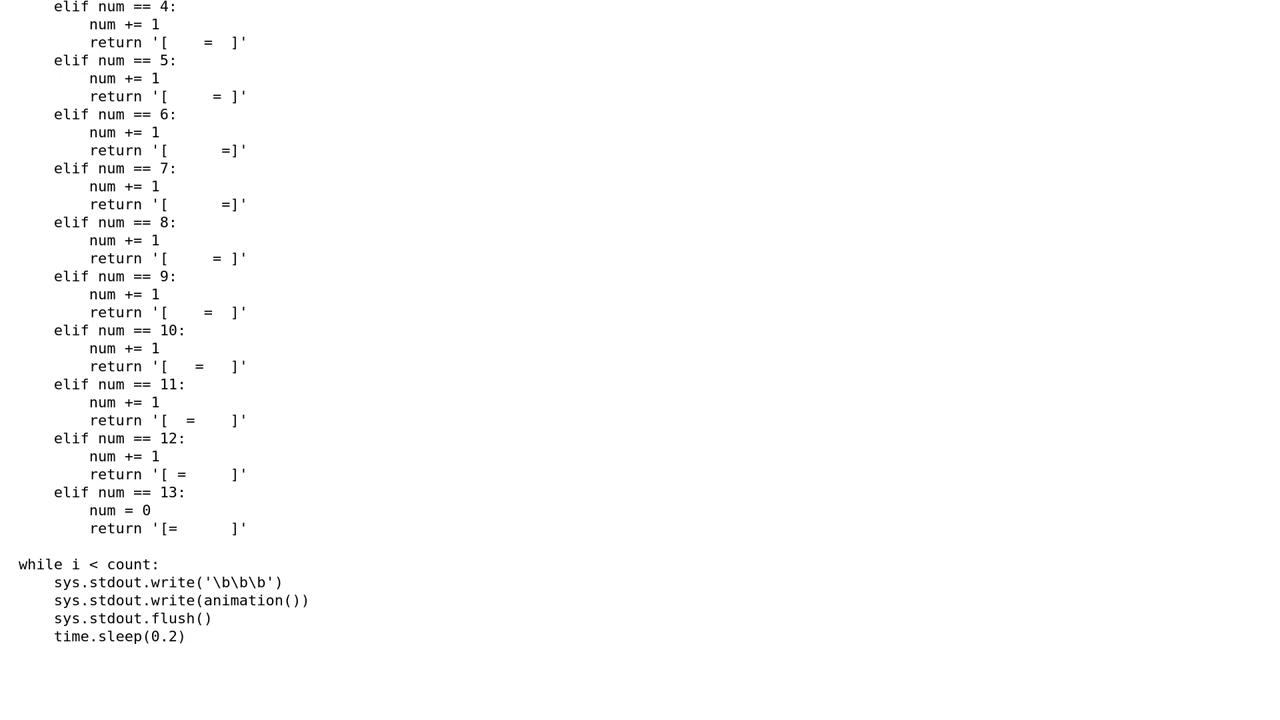 elif num == 4:
        num += 1
        return '[    =  ]'
    elif num == 5:
        num += 1
        return '[     = ]'
    elif num == 6:
        num += 1
        return '[      =]'
    elif num == 7:
        num += 1
        return '[      =]'
    elif num == 8:
        num += 1
        return '[     = ]'
    elif num == 9:
        num += 1
        return '[    =  ]'
    elif num == 10:
        num += 1
        return '[   =   ]'
    elif num == 11:
        num += 1
        return '[  =    ]'
    elif num == 12:
        num += 1
        return '[ =     ]'
    elif num == 13:
        num = 0
        return '[=      ]'

while i < count:
    sys.stdout.write('\b\b\b')
    sys.stdout.write(animation())
    sys.stdout.flush()
    time.sleep(0.2)